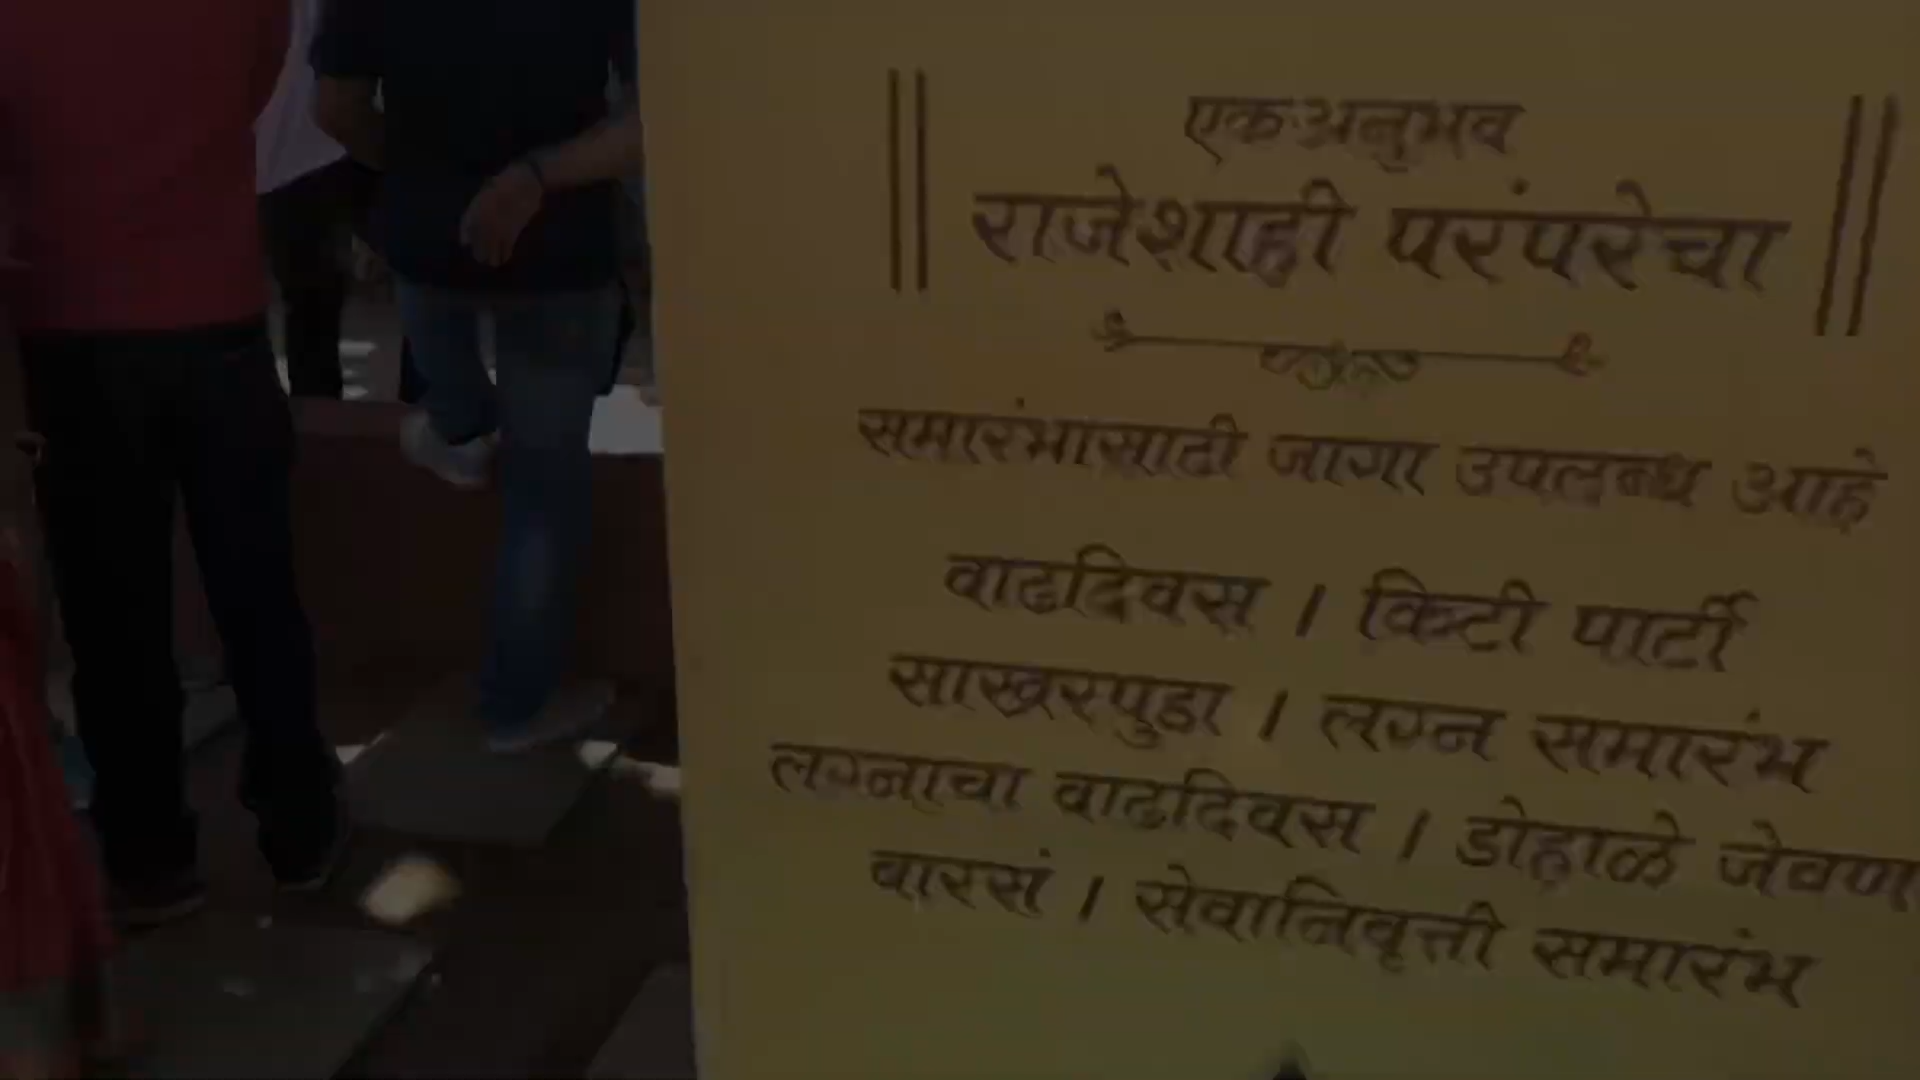 || एक अनुभव ||
राजेशाही परंपरेचा
समारंभासाठी जागा उपलब्ध आहे
वाढदिवस । किटी पार्टी
साखरपुडा । लग्न समारंभ
लग्नाचा वाढदिवस । डोहाळे जेवण
बारसं । सेवानिवृत्ती समारंभ